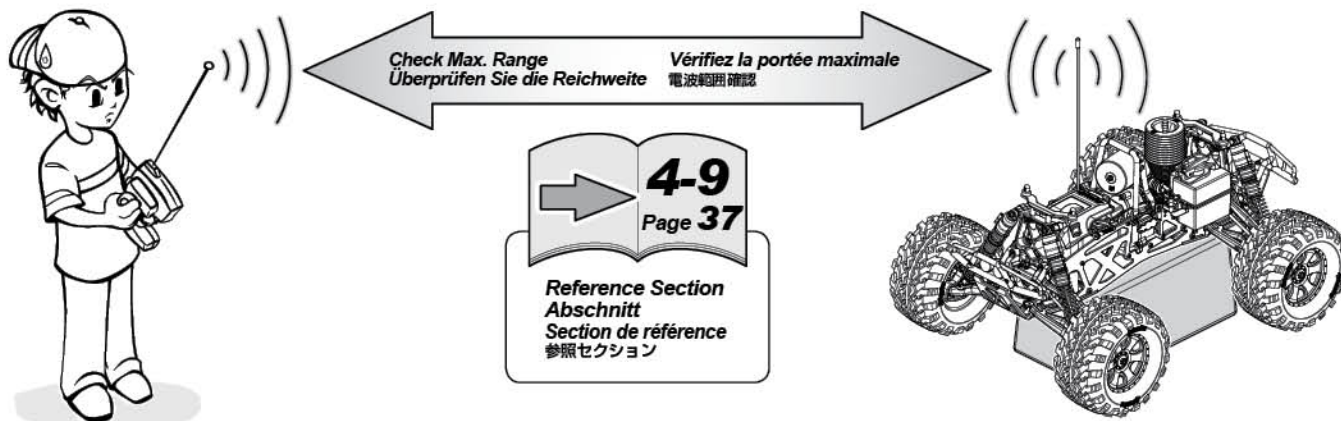 Check Max. Range
Überprüfen Sie die Reichweite
Vérifiez la portée maximale
電波範囲確認
4-9
Page 37
Reference Section
Abschnitt
Section de référence
参照セクション